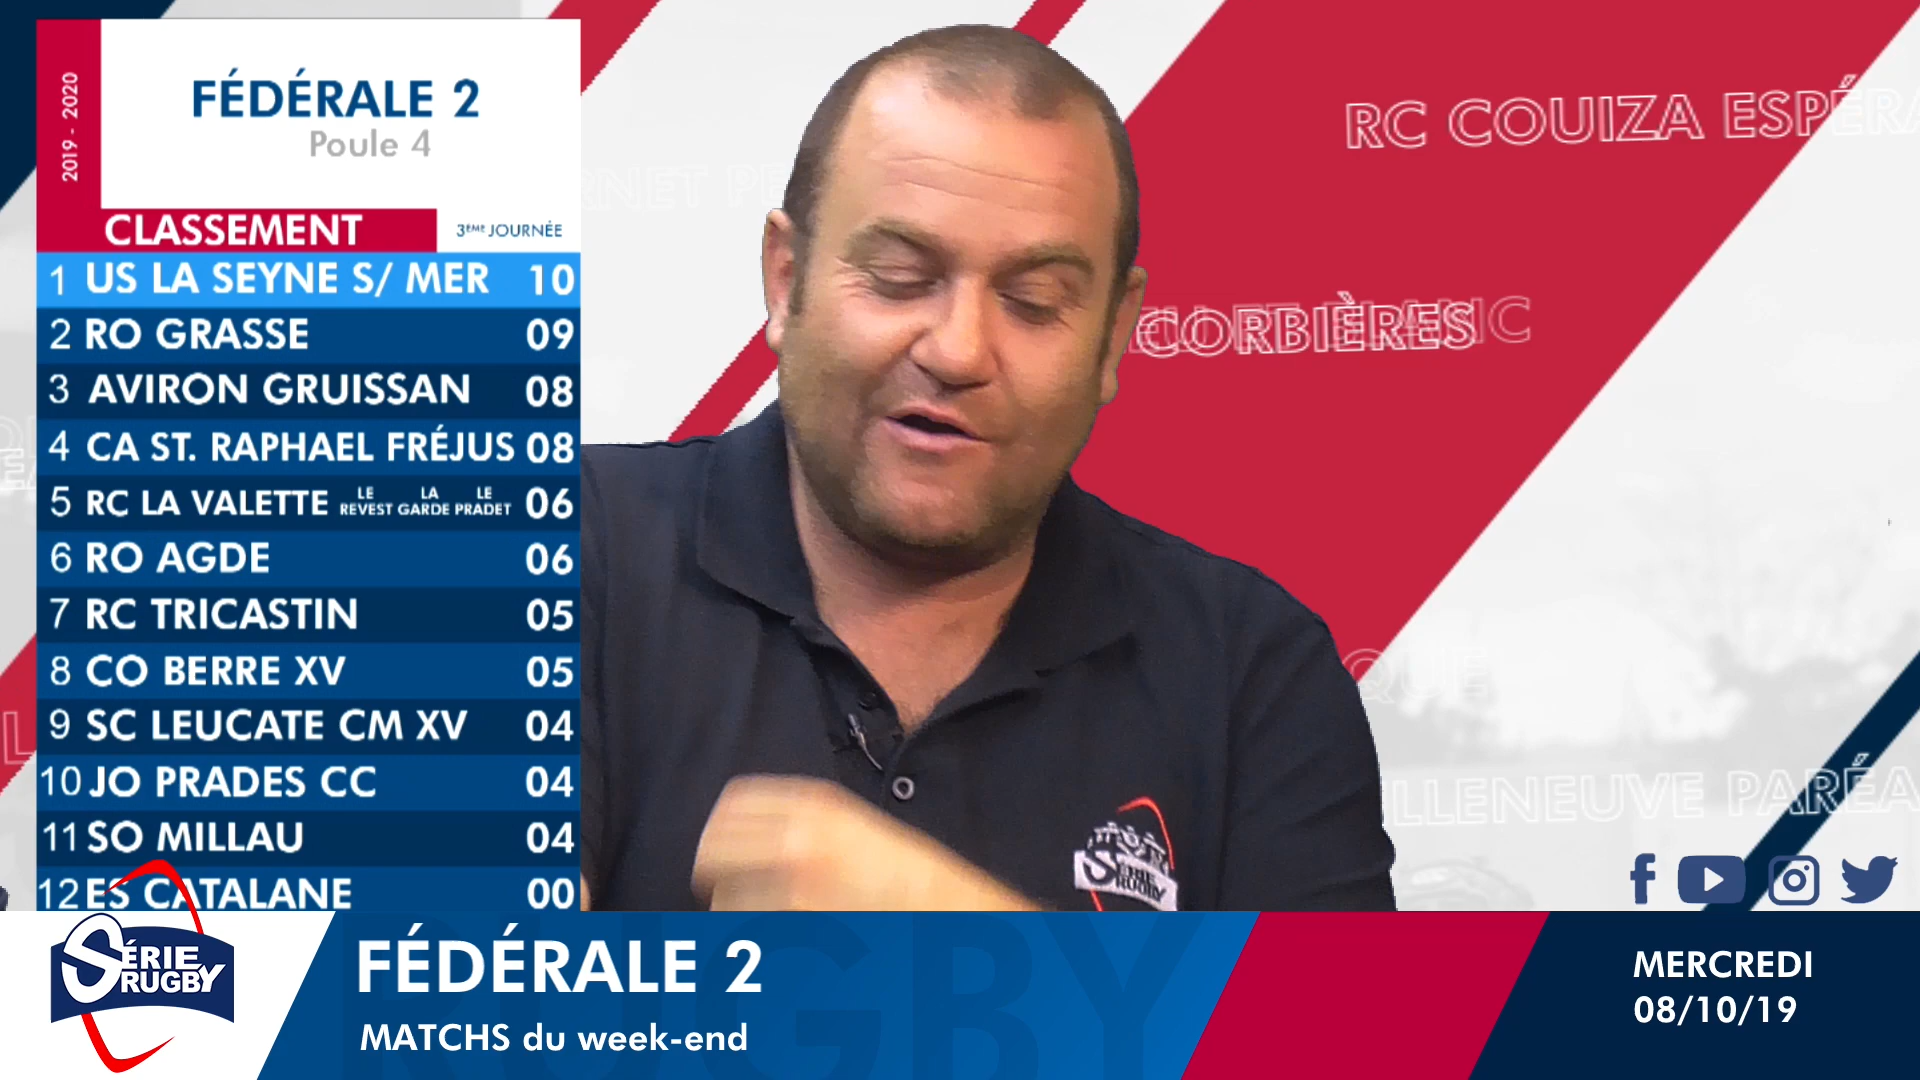 2019 - 2020
FÉDÉRALE 2
Poule 4
CLASSEMENT 3ÈME JOURNÉE
1 US LA SEYNE S/ MER 10
2 RO GRASSE 09
3 AVIRON GRUISSAN 08
4 CA ST. RAPHAEL FRÉJUS 08
5 RC LA VALETTE LE REVEST LA GARDE LE PRADET 06
6 RO AGDE 06
7 RC TRICASTIN 05
8 CO BERRE XV 05
9 SC LEUCATE CM XV 04
10 JO PRADES CC 04
11 SO MILLAU 04
12 ES CATALANE 00
RC COUIZA ESPÉRA
CORBIÈRES
ILLENEUVE PARÉA
SÉRIE
RUGBY
SÉRIE
RUGBY
RUGBY
FÉDÉRALE 2
MATCHS du week-end
MERCREDI
08/10/19